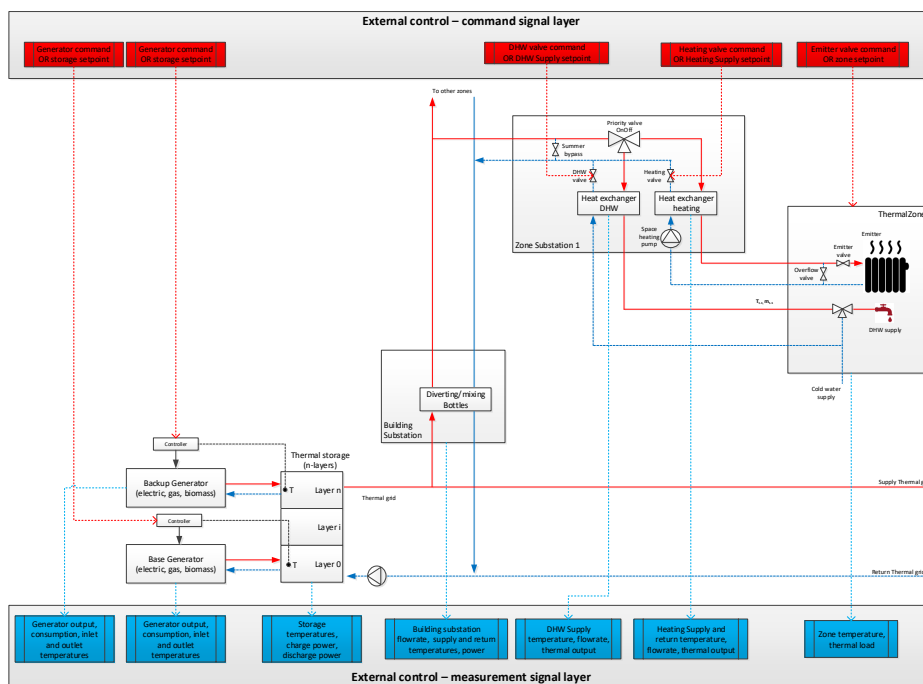 External control – command signal layer
Generator command
OR storage setpoint
Generator command
OR storage setpoint
DHW valve command
OR DHW Supply setpoint
Heating valve command
OR Heating Supply setpoint
Emitter valve command
OR zone setpoint
To other zones
Priority valve
OnOff
Summer
bypass
DHW
valve
Heating
valve
Heat exchanger
DHW
Heat exchanger
heating
Space
heating
pump
Zone Substation 1
ThermalZone
Emitter
Emitter
valve
Overflow
valve
DHW supply
Cold water
supply
Diverting/mixing
Bottles
Building
Substation
Controller
Thermal storage
(n-layers)
Backup Generator
(electric, gas, biomass)
T
Layer n
Thermal grid
Supply Thermal g
Controller
Layer i
Base Generator
(electric, gas, biomass)
T
Layer 0
Return Thermal grid
Generator output,
consumption, inlet
and outlet
temperatures
Generator output,
consumption, inlet
and outlet
temperatures
Storage
temperatures,
charge power,
discharge power
Building substation
flowrate, supply and return
temperatures, power
DHW Supply
temperature, flowrate,
thermal output
Heating Supply and
return temperature,
flowrate, thermal output
Zone temperature,
thermal load
External control – measurement signal layer